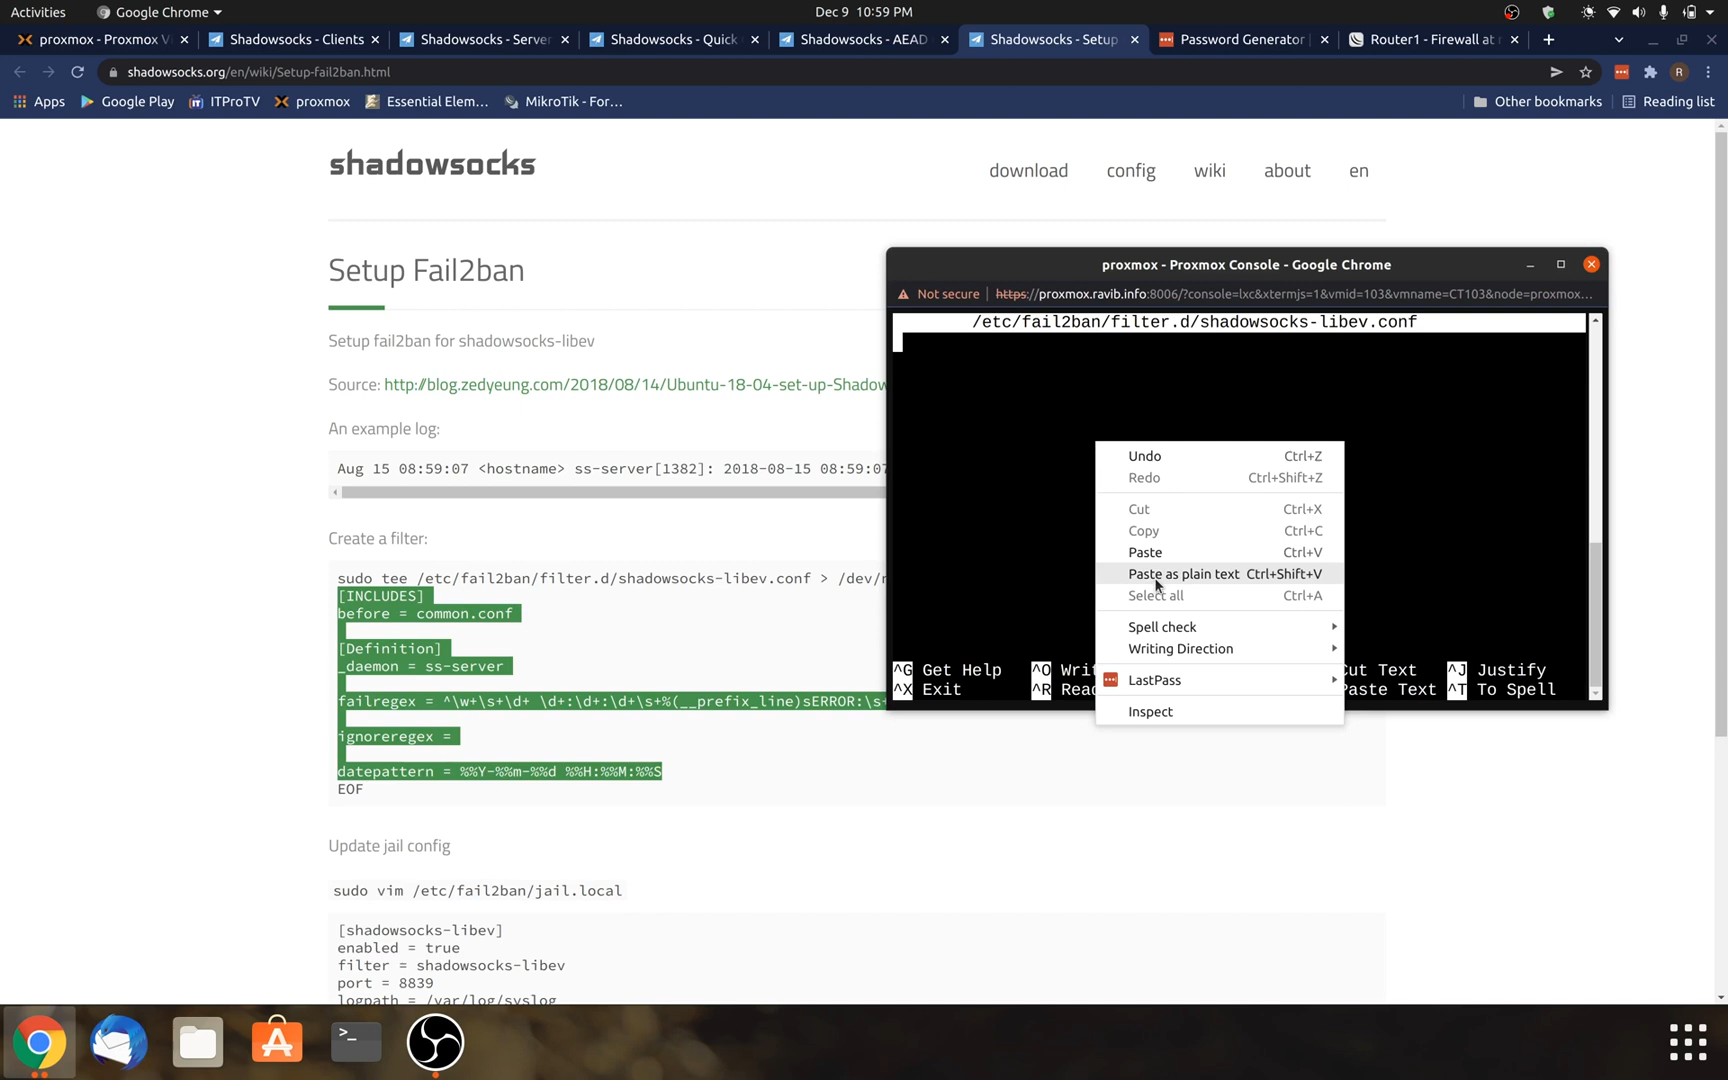 Activities
Google Chrome
Dec 9 10:59 PM
proxmox - Proxmox V
Shadowsocks - Clients
Shadowsocks - Serve
Shadowsocks - Quick
Shadowsocks - AEAD
Shadowsocks - Setup
Password Generator
Router1 - Firewall at
shadowsocks.org/en/wiki/Setup-fail2ban.html
R
Apps
Google Play
ITProTV
proxmox
Essential Elem...
MikroTik - For...
Other bookmarks
Reading list
shadowsocks
download
config
wiki
about
en
Setup Fail2ban
Setup fail2ban for shadowsocks-libev
Source: http://blog.zedyeung.com/2018/08/14/Ubuntu-18-04-set-up-Shadow
An example log:
Aug 15 08:59:07 <hostname> ss-server[1382]: 2018-08-15 08:59:07
Create a filter:
sudo tee /etc/fail2ban/filter.d/shadowsocks-libev.conf > /dev/n
[INCLUDES]
before = common.conf
[Definition]
_daemon = ss-server
failregex = ^\w+\s+\d+ \d+:\d+:\d+\s+%(__prefix_line)sERROR:\s+
ignoreregex =
datepattern = %%Y-%%m-%%d %%H:%%M:%%S
EOF
Update jail config
sudo vim /etc/fail2ban/jail.local
[shadowsocks-libev]
enabled = true
filter = shadowsocks-libev
port = 8839
logpath = /var/log/syslog
proxmox - Proxmox Console - Google Chrome
Not secure
https://proxmox.ravib.info:8006/?console=lxc&xtermjs=1&vmid=103&vmname=CT103&node=proxmox...
/etc/fail2ban/filter.d/shadowsocks-libev.conf
^G Get Help
^O Writ
Cut Text
^J Justify
^X Exit
^R Read
Paste Text
^T To Spell
Undo Ctrl+Z
Redo Ctrl+Shift+Z
Cut Ctrl+X
Copy Ctrl+C
Paste Ctrl+V
Paste as plain text Ctrl+Shift+V
Select all Ctrl+A
Spell check
Writing Direction
LastPass
Inspect